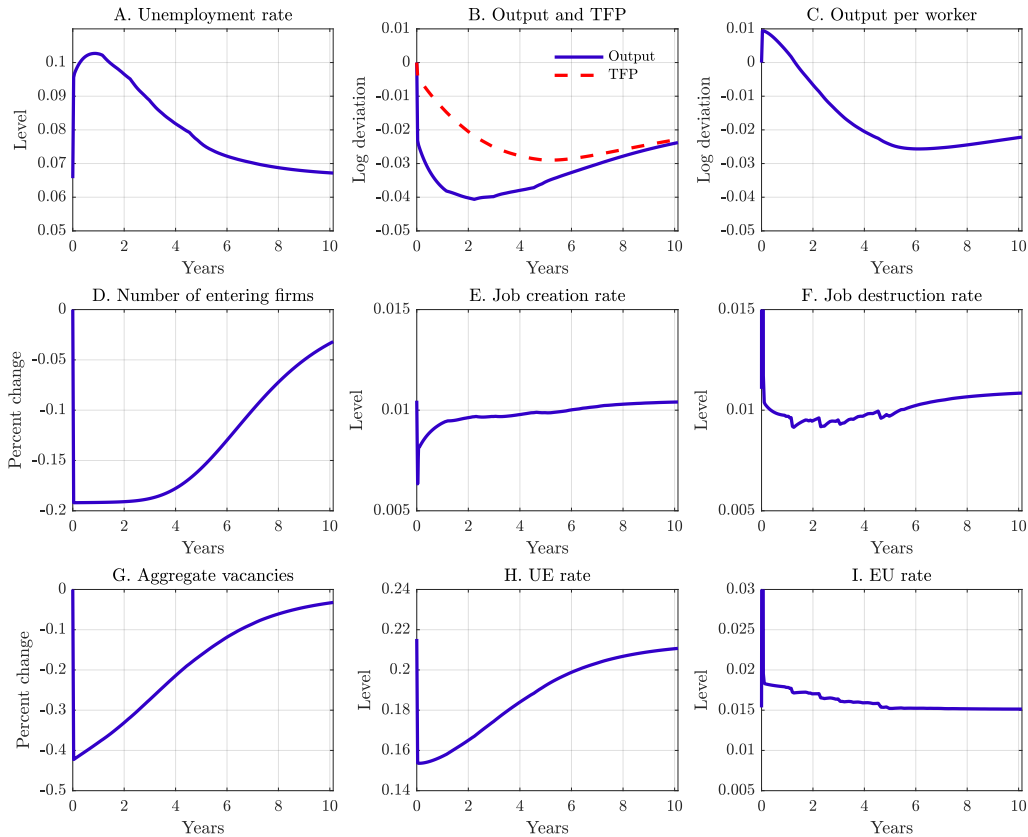 A. Unemployment rate
0.1
0.09
0.08
0.07
0.06
0.05
Level
0 2 4 6 8 10
Years
B. Output and TFP
0.01
0
-0.01
-0.02
-0.03
-0.04
-0.05
Log deviation
Output
TFP
0 2 4 6 8 10
Years
C. Output per worker
0.01
0
-0.01
-0.02
-0.03
-0.04
-0.05
Log deviation
0 2 4 6 8 10
Years
D. Number of entering firms
0
-0.05
-0.1
-0.15
-0.2
Percent change
0 2 4 6 8 10
Years
E. Job creation rate
0.015
0.01
0.005
Level
0 2 4 6 8 10
Years
F. Job destruction rate
0.015
0.01
0.005
Level
0 2 4 6 8 10
Years
G. Aggregate vacancies
0
-0.1
-0.2
-0.3
-0.4
-0.5
Percent change
0 2 4 6 8 10
Years
H. UE rate
0.24
0.22
0.2
0.18
0.16
0.14
Level
0 2 4 6 8 10
Years
I. EU rate
0.03
0.025
0.02
0.015
0.01
0.005
Level
0 2 4 6 8 10
Years